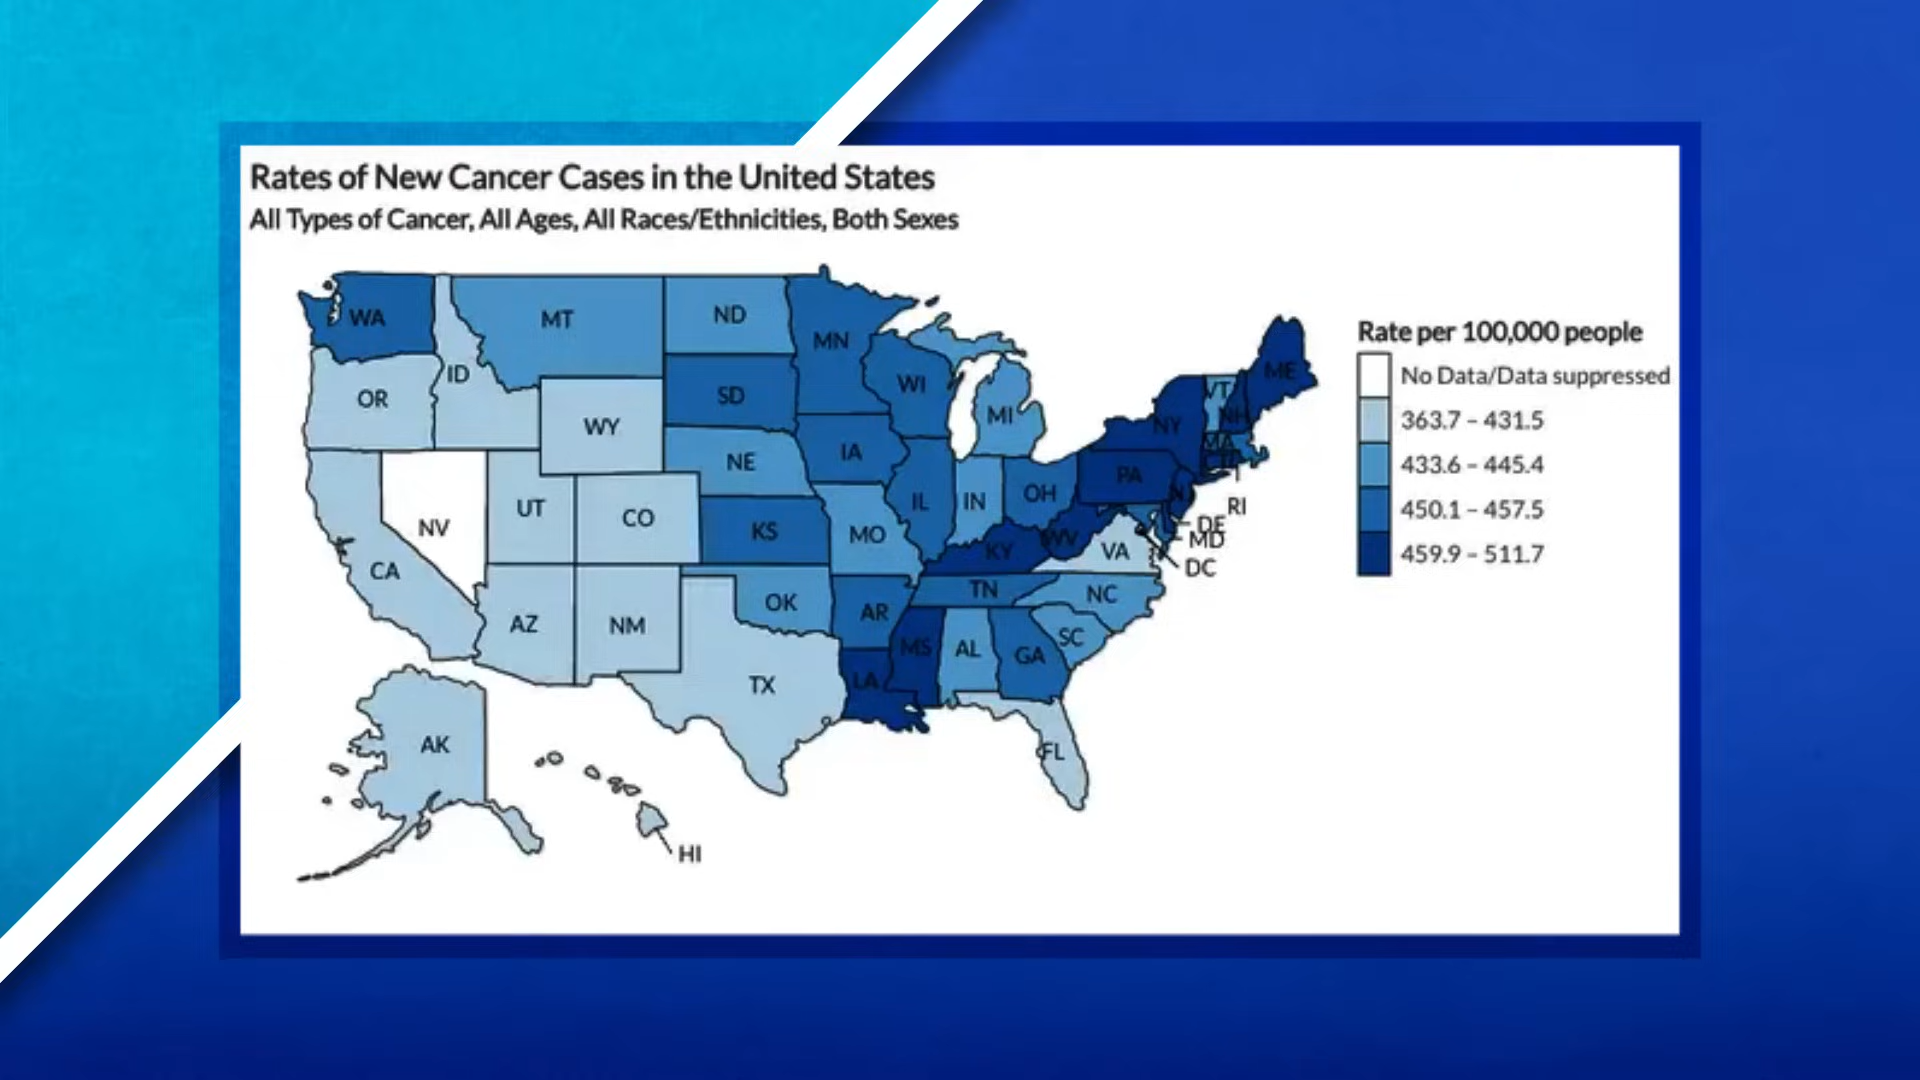 Rates of New Cancer Cases in the United States
All Types of Cancer, All Ages, All Races/Ethnicities, Both Sexes
WA
MT
ND
MN
OR
ID
WY
SD
WI
MI
NE
IA
NV
UT
CO
KS
MO
IL
IN
OH
KY
WV
VA
PA
NY
VT
NH
ME
MA
RI
DE
MD
DC
CA
AZ
NM
OK
AR
TN
NC
SC
TX
LA
MS
AL
GA
FL
AK
HI
Rate per 100,000 people
No Data/Data suppressed
363.7 – 431.5
433.6 – 445.4
450.1 – 457.5
459.9 – 511.7